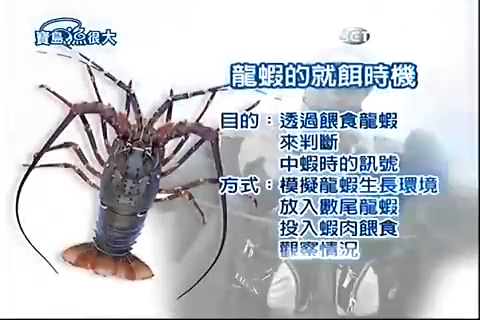 寶島漁很大
SET
龍蝦的就餌時機
目的：透過餵食龍蝦
來判斷
中蝦時的訊號
方式：模擬龍蝦生長環境
放入數尾龍蝦
投入蝦肉餵食
觀察情況